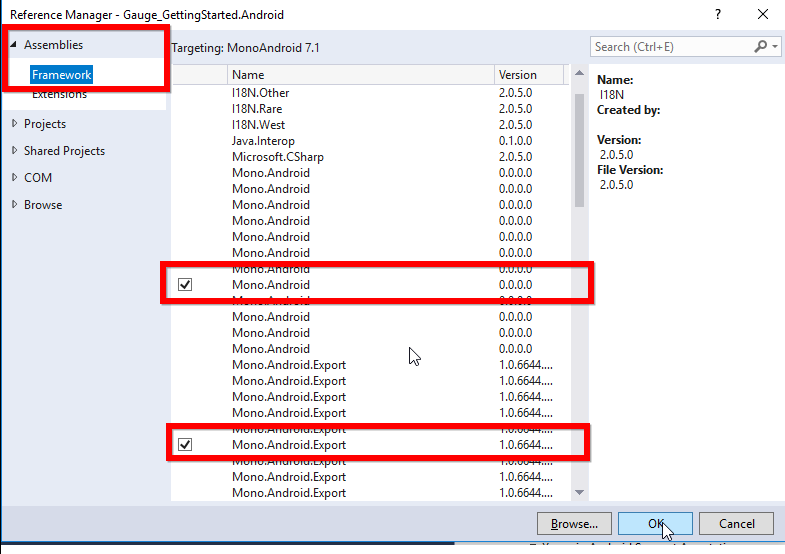 Reference Manager - Gauge_GettingStarted.Android
? 
Assemblies
Framework
Extensions
Projects
Shared Projects
COM
Browse
Targeting: MonoAndroid 7.1
Name Version
I18N.Other 2.0.5.0
I18N.Rare 2.0.5.0
I18N.West 2.0.5.0
Java.Interop 0.1.0.0
Microsoft.CSharp 2.0.5.0
Mono.Android 0.0.0.0
Mono.Android 0.0.0.0
Mono.Android 0.0.0.0
Mono.Android 0.0.0.0
Mono.Android 0.0.0.0
Mono.Android 0.0.0.0
Mono.Android 0.0.0.0
Mono.Android 0.0.0.0
Mono.Android 0.0.0.0
Mono.Android 0.0.0.0
Mono.Android 0.0.0.0
Mono.Android 0.0.0.0
Mono.Android.Export 1.0.6644....
Mono.Android.Export 1.0.6644....
Mono.Android.Export 1.0.6644....
Mono.Android.Export 1.0.6644....
Mono.Android.Export 1.0.6644....
Mono.Android.Export 1.0.6644....
Mono.Android.Export 1.0.6644....
Mono.Android.Export 1.0.6644....
Mono.Android.Export 1.0.6644....
Search (Ctrl+E)
Name:
I18N
Created by:
Version:
2.0.5.0
File Version:
2.0.5.0
Browse... OK Cancel